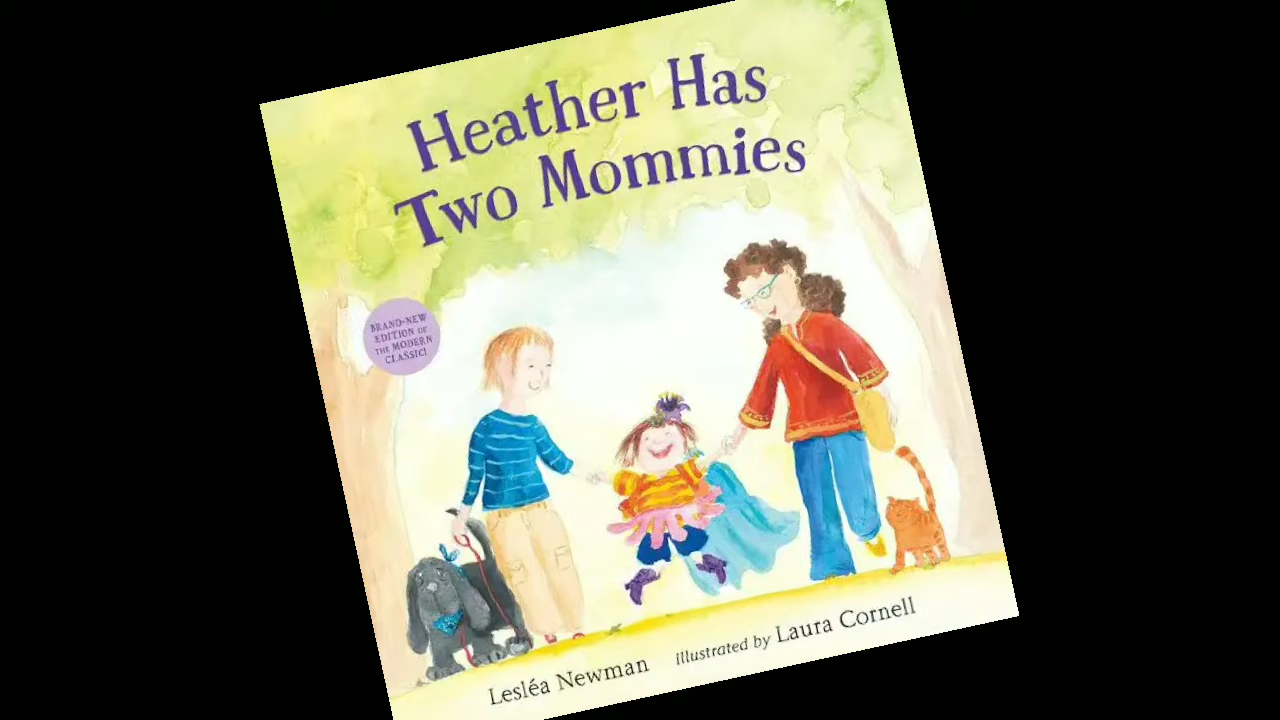 Heather Has
Two Mommies
BRAND-NEW
EDITION OF
THE MODERN
CLASSIC!
Lesléa Newman
illustrated by Laura Cornell